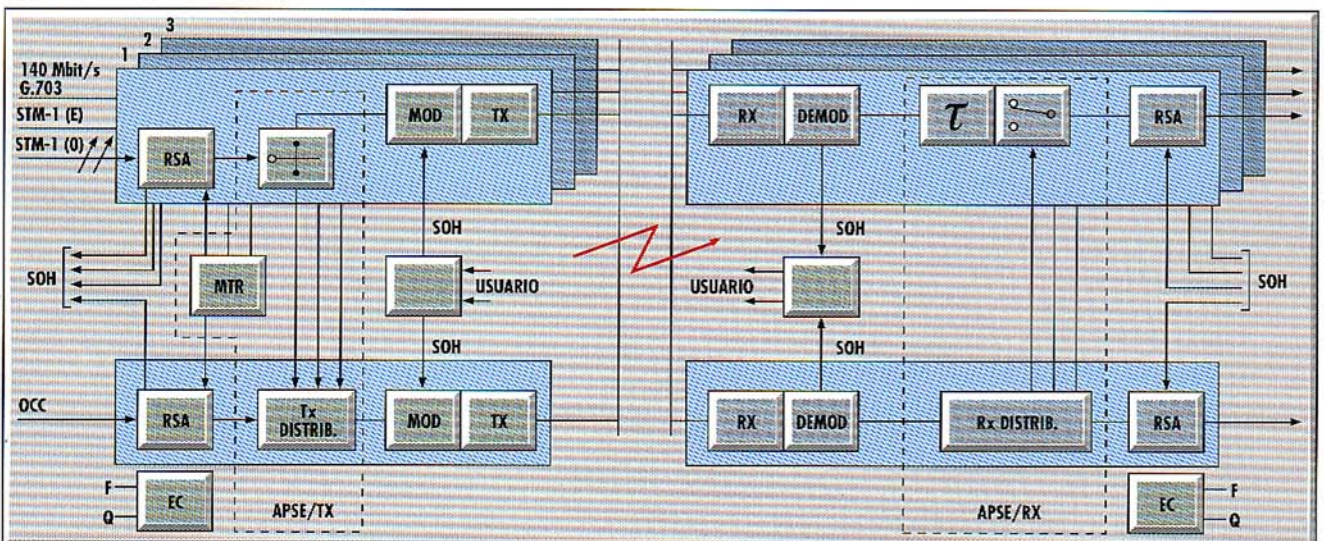 3
2
1
140 Mbit/s
G.703
STM-1 (E)
STM-1 (0)
RSA
MOD TX
SOH
MTR
SOH
USUARIO
SOH
OCC
RSA
Tx
DISTRIB.
MOD TX
F
Q
EC
APSE/TX
RX DEMOD
τ
RSA
SOH
USUARIO
SOH
SOH
RX DEMOD
Rx DISTRIB.
RSA
APSE/RX
EC
F
Q